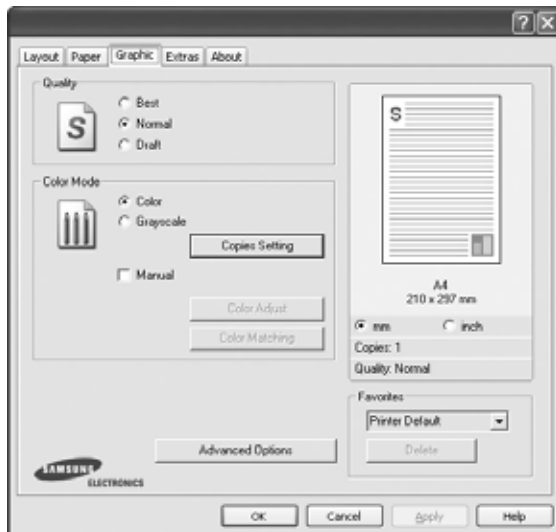 Layout Paper Graphic Extras About
Quality
Best
S
Normal
Draft
Color Mode
Color
Grayscale
Copies Setting
Manual
Color Adjust
Color Matching
S
A4
210 x 297 mm
mm inch
Copies: 1
Quality: Normal
Favorites
Printer Default
Delete
Advanced Options
SAMSUNG
ELECTRONICS
OK Cancel Apply Help